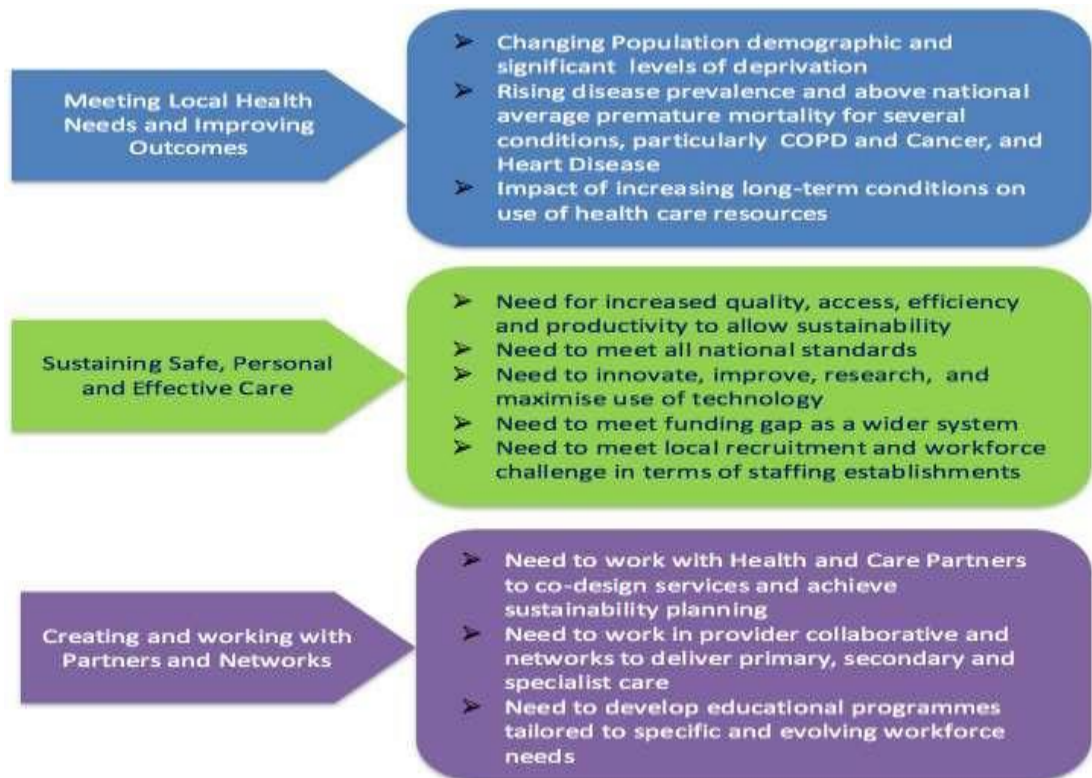 Meeting Local Health
Needs and Improving
Outcomes
➤ Changing Population demographic and
significant levels of deprivation
➤ Rising disease prevalence and above national
average premature mortality for several
conditions, particularly COPD and Cancer, and
Heart Disease
➤ Impact of increasing long-term conditions on
use of health care resources
Sustaining Safe, Personal
and Effective Care
➤ Need for increased quality, access, efficiency
and productivity to allow sustainability
➤ Need to meet all national standards
➤ Need to innovate, improve, research, and
maximise use of technology
➤ Need to meet funding gap as a wider system
➤ Need to meet local recruitment and workforce
challenge in terms of staffing establishments
Creating and working with
Partners and Networks
➤ Need to work with Health and Care Partners
to co-design services and achieve
sustainability planning
➤ Need to work in provider collaborative and
networks to deliver primary, secondary and
specialist care
➤ Need to develop educational programmes
tailored to specific and evolving workforce
needs